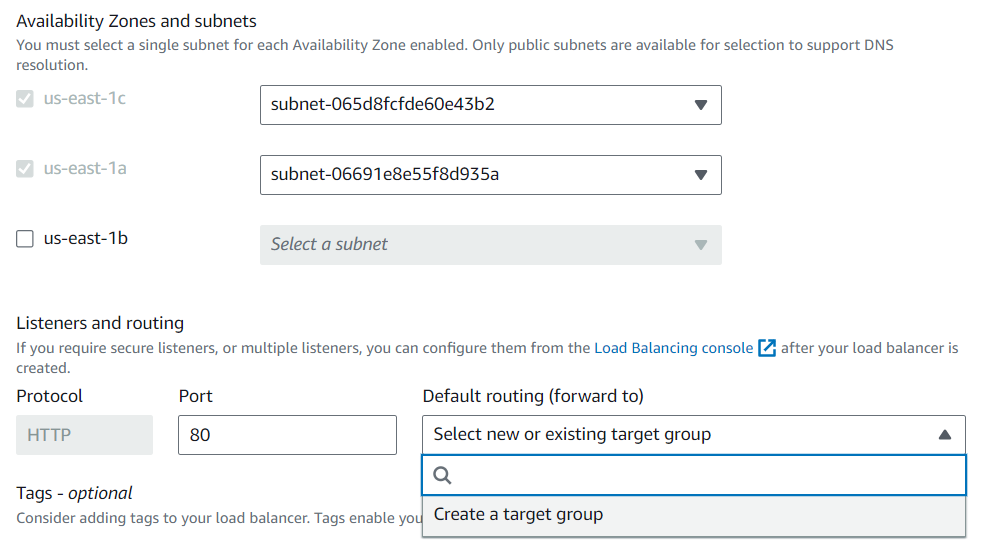 Availability Zones and subnets
You must select a single subnet for each Availability Zone enabled. Only public subnets are available for selection to support DNS
resolution.
us-east-1c
subnet-065d8fcfde60e43b2
us-east-1a
subnet-06691e8e55f8d935a
us-east-1b
Select a subnet
Listeners and routing
If you require secure listeners, or multiple listeners, you can configure them from the Load Balancing console after your load balancer is
created.
Protocol Port Default routing (forward to)
HTTP 80 Select new or existing target group
Tags - optional
Consider adding tags to your load balancer. Tags enable you
Create a target group